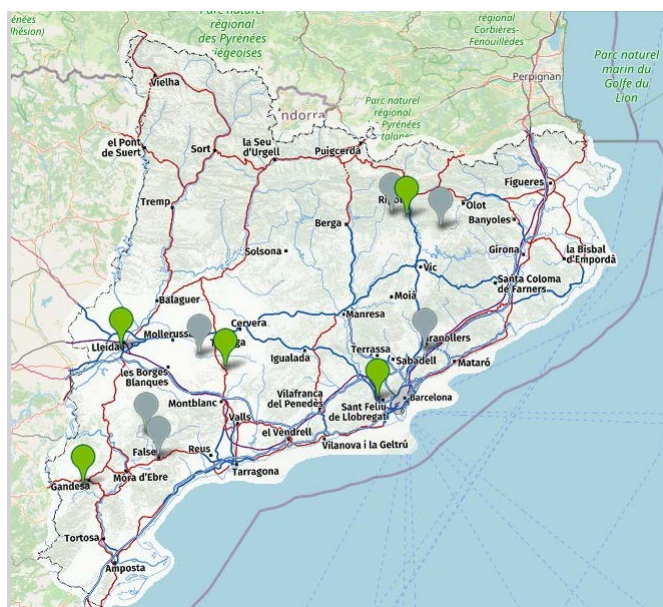 Parc naturel
régional
des Pyrénées
ariégeoises
régional
Corbières-
Fenouillèdes
Perpignan
Parc naturel
marin du
Golfe du
Lion
Parc naturel
régional
Pyrénées
Vielha
el Pont
de Suert
Sort
la Seu
d'Urgell
Puigcerdà
Figueres
Olot
Banyoles
Tremp
Berga
Girona
la Bisbal
d'Empordà
Solsona
Vic
Santa Coloma
de Farners
Balaguer
Moià
Manresa
Cervera
Lleida
Igualada
Terrassa
Sabadell
Mataró
les Borges
Blanques
Montblanc
Vilafranca
del Penedès
Sant Feliu
de Llobregat
Barcelona
Valls
el Vendrell
Vilanova i la Geltrú
Reus
Falset
Tarragona
Móra d'Ebre
Gandesa
Tortosa
Amposta